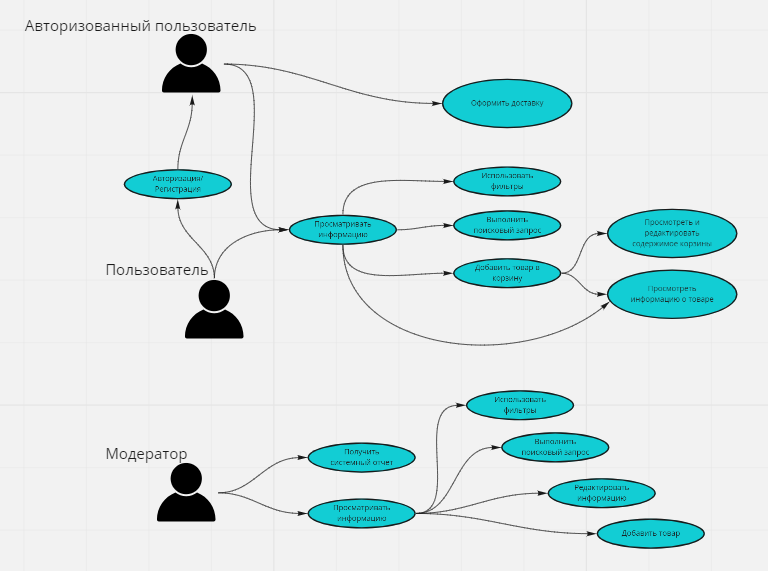 Авторизованный пользователь
Оформить доставку
Авторизация/
Регистрация
Использовать
фильтры
Просматривать
информацию
Выполнить
поисковый запрос
Просмотреть и
редактировать
содержимое корзины
Пользователь
Добавить товар в
корзину
Просмотреть
информацию о товаре
Модератор
Использовать
фильтры
Получить
системный отчет
Выполнить
поисковый запрос
Просматривать
информацию
Редактировать
информацию
Добавить товар